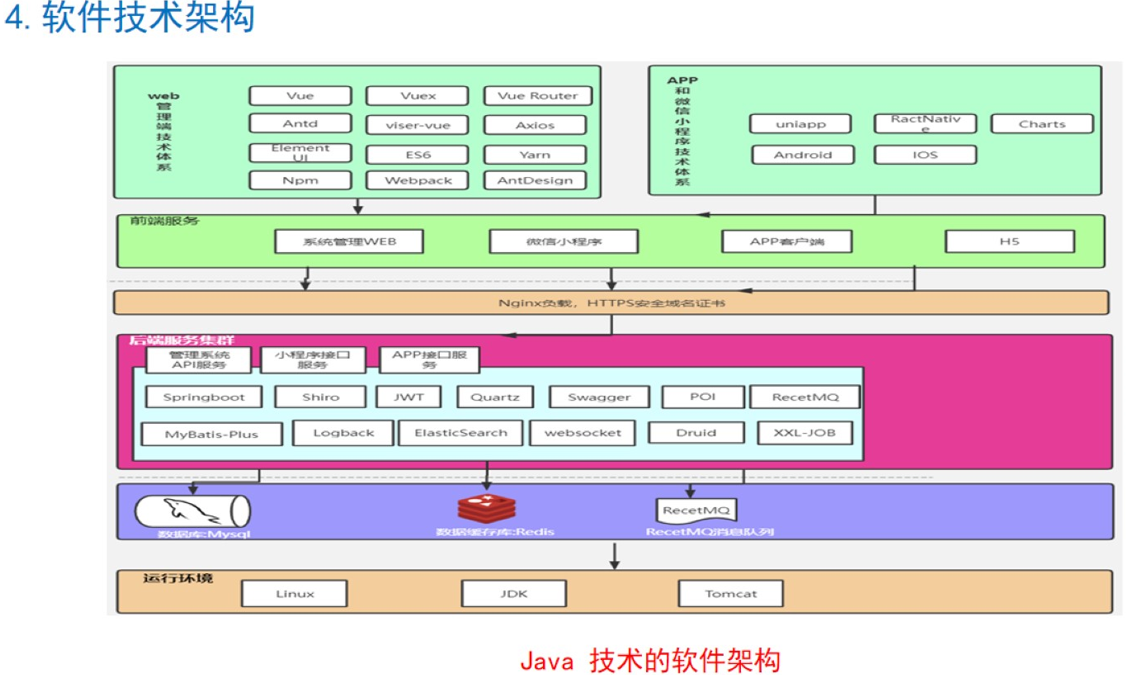 4. 软件技术架构
web
管
理
端
技
术
体
系
Vue
Vuex
Vue Router
Antd
viser-vue
Axios
Element
UI
ES6
Yarn
Npm
Webpack
AntDesign
APP
和
微
信
小
程
序
技
术
体
系
uniapp
RactNativ
e
Charts
Android
IOS
前端服务
系统管理WEB
微信小程序
APP客户端
H5
Nginx负载，HTTPS安全域名证书
后端服务集群
管理系统
API服务
小程序接口
服务
APP接口服
务
Springboot
Shiro
JWT
Quartz
Swagger
POI
RecetMQ
MyBatis-Plus
Logback
ElasticSearch
websocket
Druid
XXL-JOB
数据库:Mysql
数据缓存库:Redis
RecetMQ
RecetMQ消息队列
运行环境
Linux
JDK
Tomcat
Java 技术的软件架构